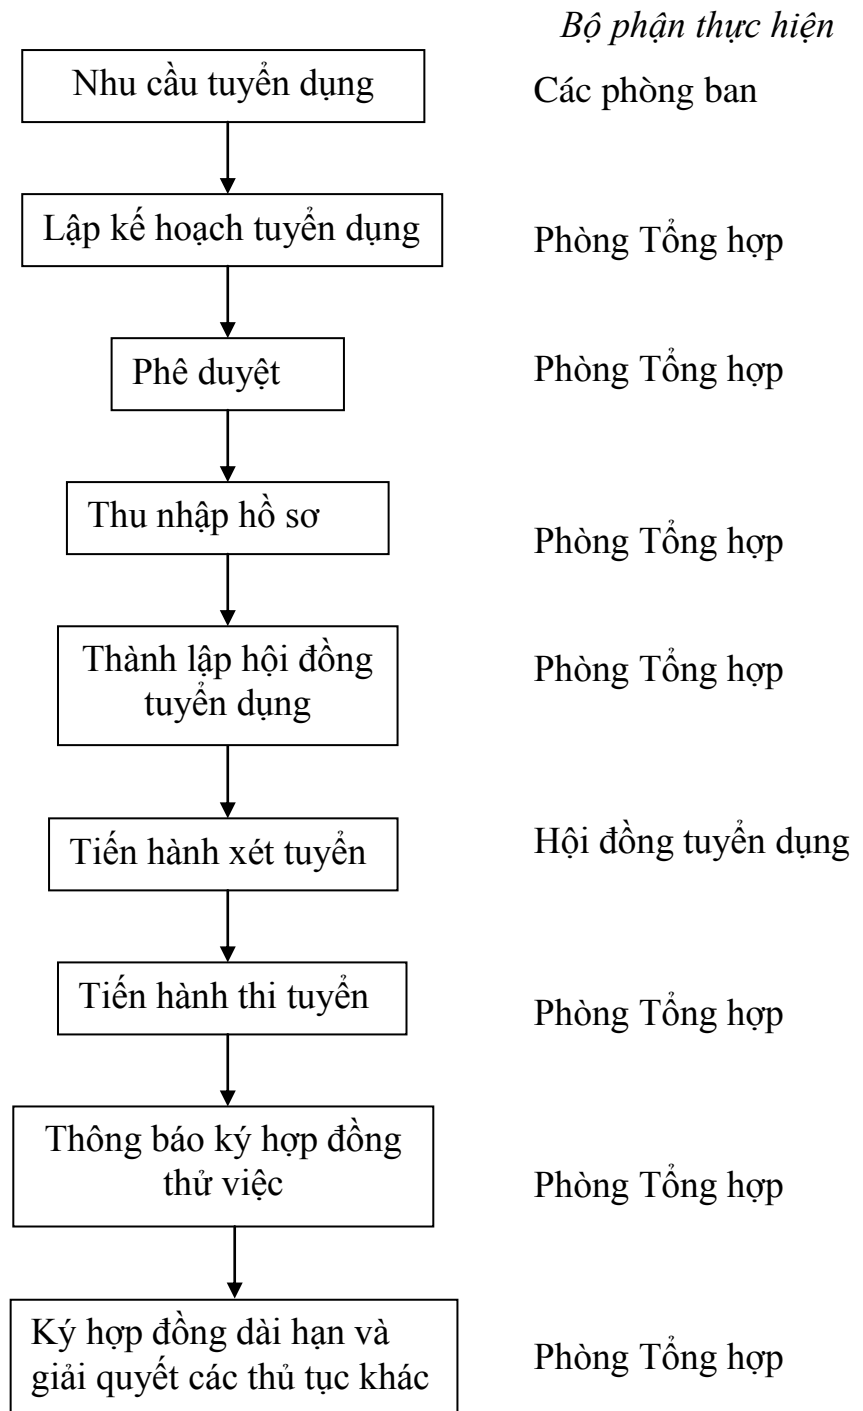 Bộ phận thực hiện
Nhu cầu tuyển dụng
Các phòng ban
Lập kế hoạch tuyển dụng
Phòng Tổng hợp
Phê duyệt
Phòng Tổng hợp
Thu nhập hồ sơ
Phòng Tổng hợp
Thành lập hội đồng
tuyển dụng
Phòng Tổng hợp
Tiến hành xét tuyển
Hội đồng tuyển dụng
Tiến hành thi tuyển
Phòng Tổng hợp
Thông báo ký hợp đồng
thử việc
Phòng Tổng hợp
Ký hợp đồng dài hạn và
giải quyết các thủ tục khác
Phòng Tổng hợp